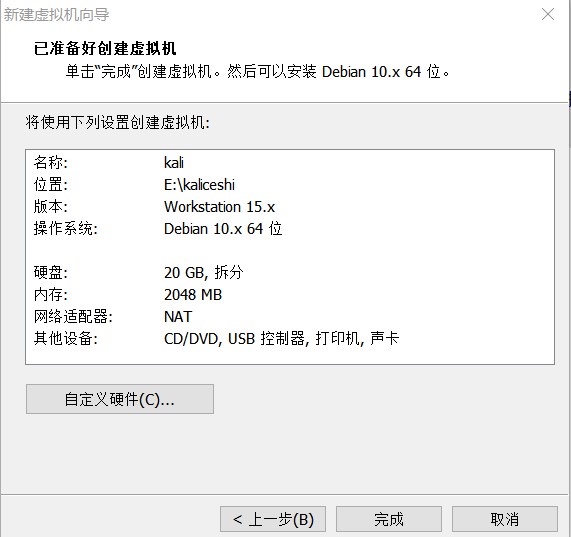 新建虚拟机向导
已准备好创建虚拟机
单击“完成”创建虚拟机。然后可以安装 Debian 10.x 64 位。
将使用下列设置创建虚拟机:
名称: kali
位置: E:\kaliceshi
版本: Workstation 15.x
操作系统: Debian 10.x 64 位
硬盘: 20 GB, 拆分
内存: 2048 MB
网络适配器: NAT
其他设备: CD/DVD, USB 控制器, 打印机, 声卡
自定义硬件(C)...
< 上一步(B) 完成 取消